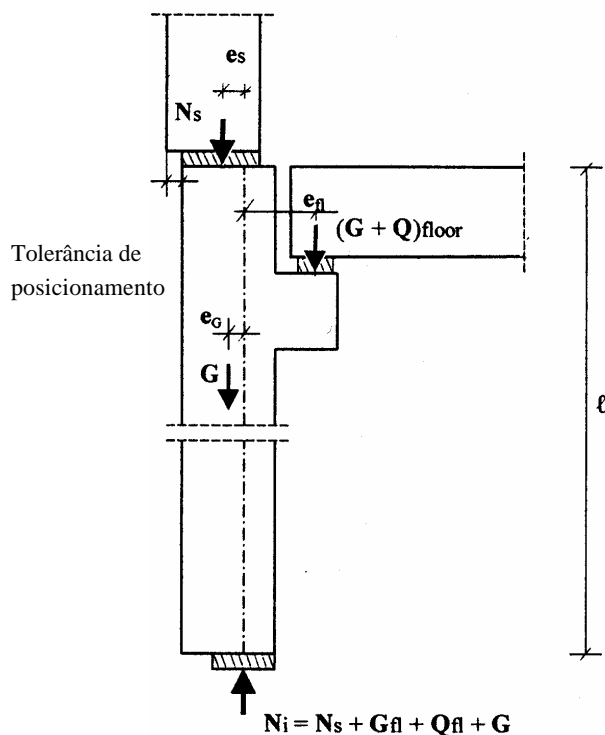 es
Ns
efl
(G + Q)floor
Tolerância de
posicionamento
eG
G
ℓ
Ni = Ns + Gfl + Qfl + G